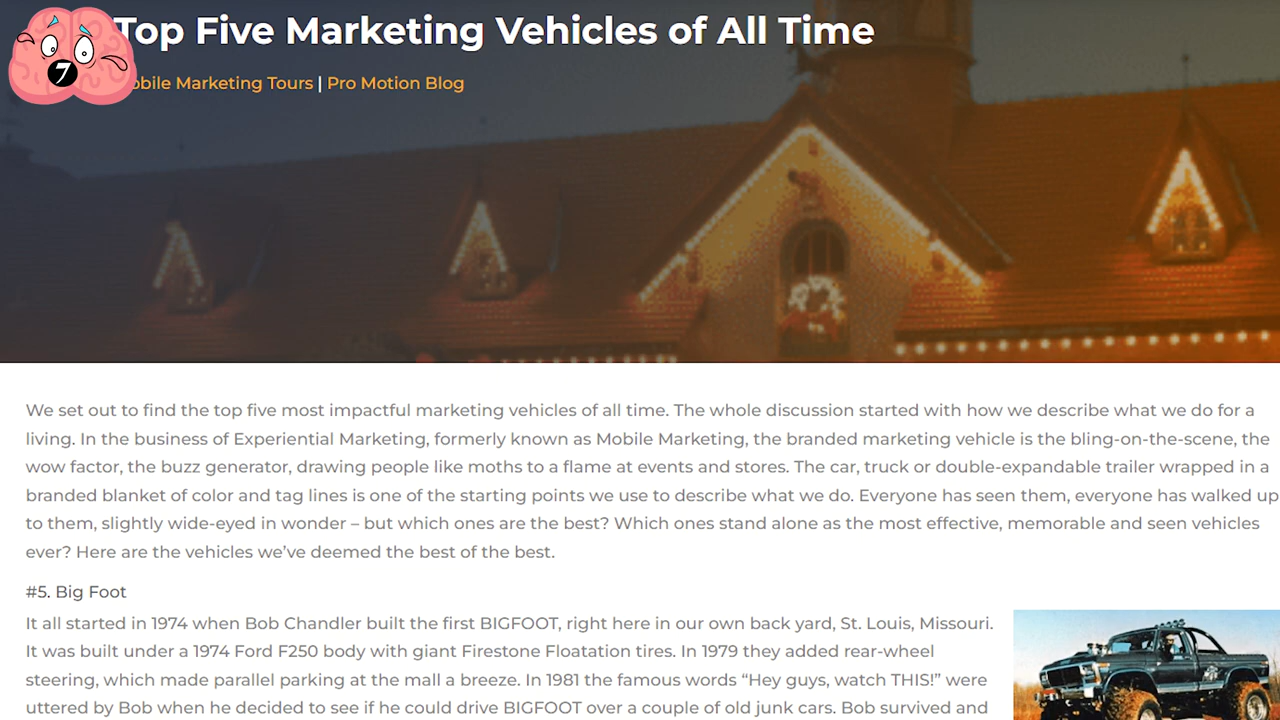 Top Five Marketing Vehicles of All Time
7
obile Marketing Tours | Pro Motion Blog
We set out to find the top five most impactful marketing vehicles of all time. The whole discussion started with how we describe what we do for a
living. In the business of Experiential Marketing, formerly known as Mobile Marketing, the branded marketing vehicle is the bling-on-the-scene, the
wow factor, the buzz generator, drawing people like moths to a flame at events and stores. The car, truck or double-expandable trailer wrapped in a
branded blanket of color and tag lines is one of the starting points we use to describe what we do. Everyone has seen them, everyone has walked up
to them, slightly wide-eyed in wonder – but which ones are the best? Which ones stand alone as the most effective, memorable and seen vehicles
ever? Here are the vehicles we’ve deemed the best of the best.
#5. Big Foot
It all started in 1974 when Bob Chandler built the first BIGFOOT, right here in our own back yard, St. Louis, Missouri.
It was built under a 1974 Ford F250 body with giant Firestone Floatation tires. In 1979 they added rear-wheel
steering, which made parallel parking at the mall a breeze. In 1981 the famous words “Hey guys, watch THIS!” were
uttered by Bob when he decided to see if he could drive BIGFOOT over a couple of old junk cars. Bob survived and